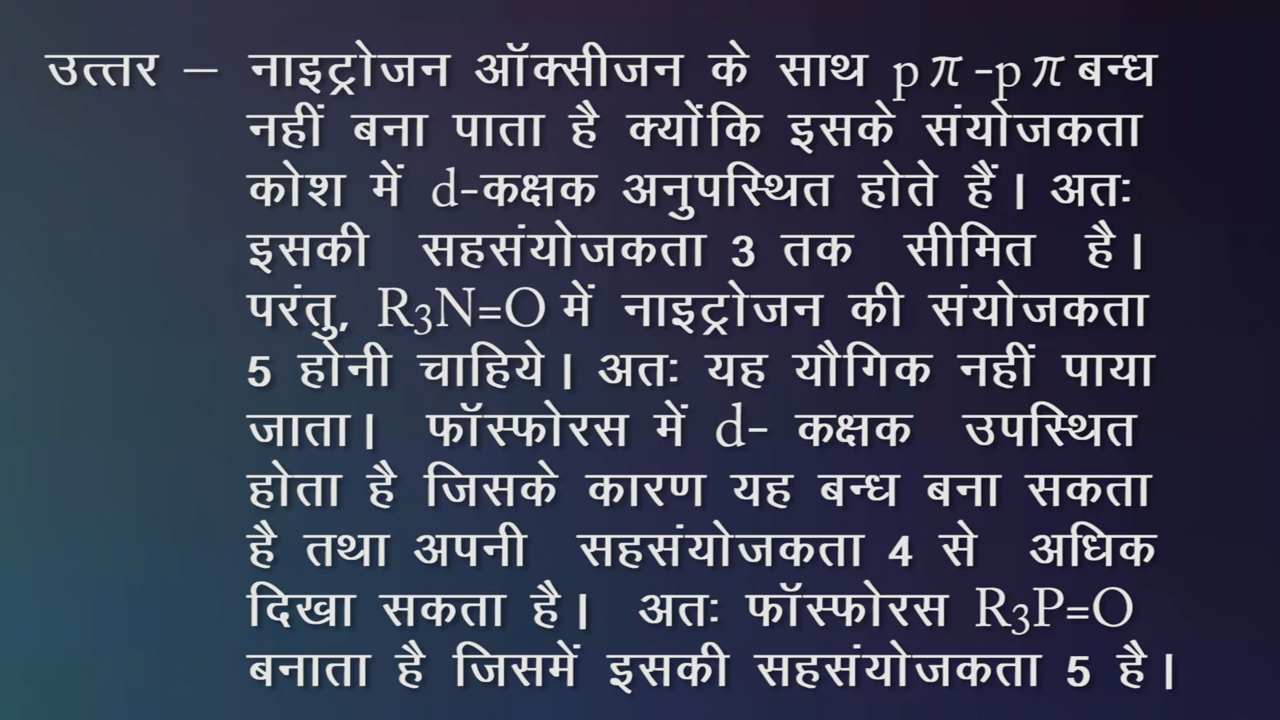 उत्तर – नाइट्रोजन ऑक्सीजन के साथ pπ-pπ बन्ध
नहीं बना पाता है क्योंकि इसके संयोजकता
कोश में d-कक्षक अनुपस्थित होते हैं। अतः
इसकी सहसंयोजकता 3 तक सीमित है।
परंतु, R₃N=O में नाइट्रोजन की संयोजकता
5 होनी चाहिये। अतः यह यौगिक नहीं पाया
जाता। फॉस्फोरस में d- कक्षक उपस्थित
होता है जिसके कारण यह बन्ध बना सकता
है तथा अपनी सहसंयोजकता 4 से अधिक
दिखा सकता है। अतः फॉस्फोरस R₃P=O
बनाता है जिसमें इसकी सहसंयोजकता 5 है।